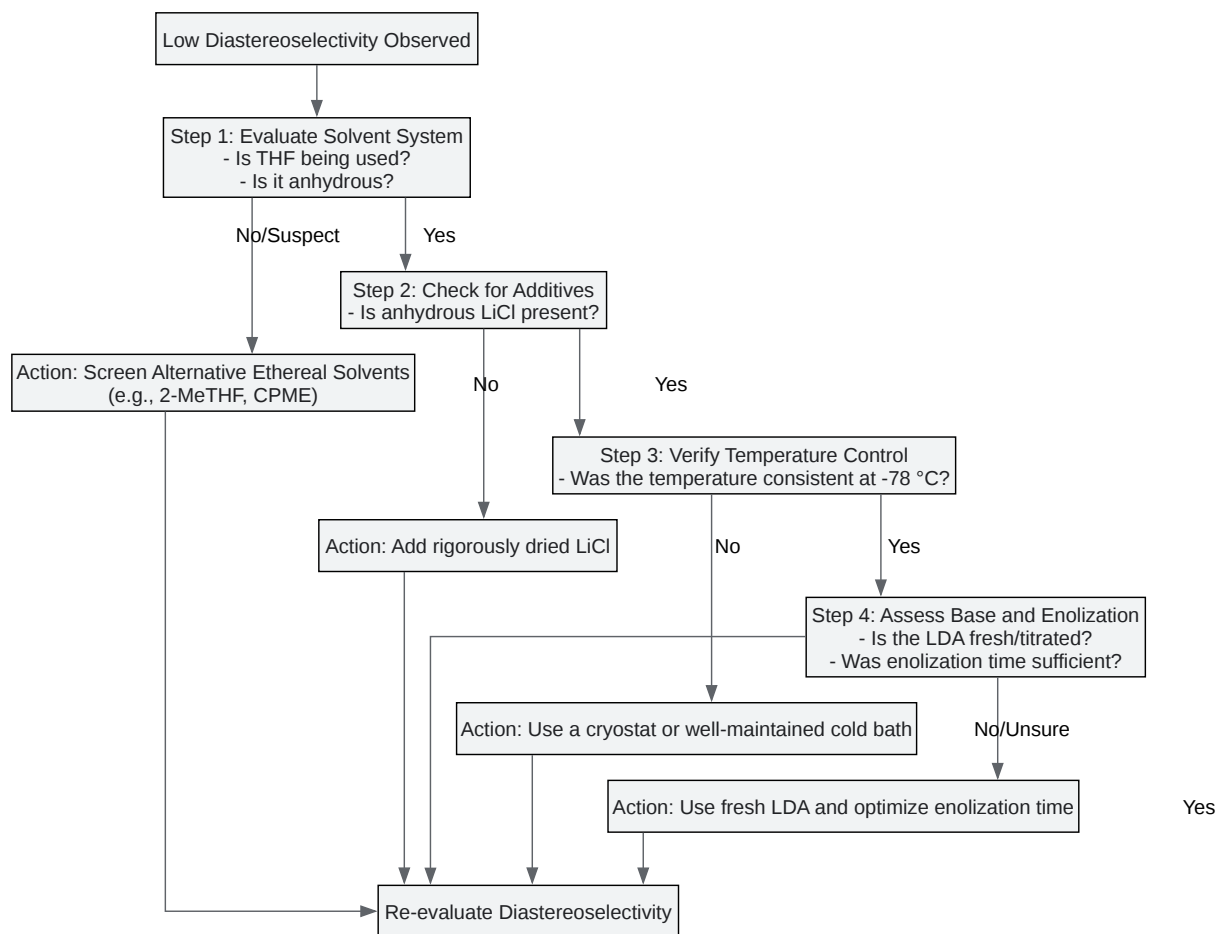 Low Diastereoselectivity Observed
Step 1: Evaluate Solvent System
- Is THF being used?
- Is it anhydrous?
No/Suspect
Yes
Step 2: Check for Additives
- Is anhydrous LiCl present?
Action: Screen Alternative Ethereal Solvents
(e.g., 2-MeTHF, CPME)
No
Yes
Step 3: Verify Temperature Control
- Was the temperature consistent at -78 °C?
Action: Add rigorously dried LiCl
No
Yes
Step 4: Assess Base and Enolization
- Is the LDA fresh/titrated?
- Was enolization time sufficient?
Action: Use a cryostat or well-maintained cold bath
No/Unsure
Action: Use fresh LDA and optimize enolization time
Yes
Re-evaluate Diastereoselectivity